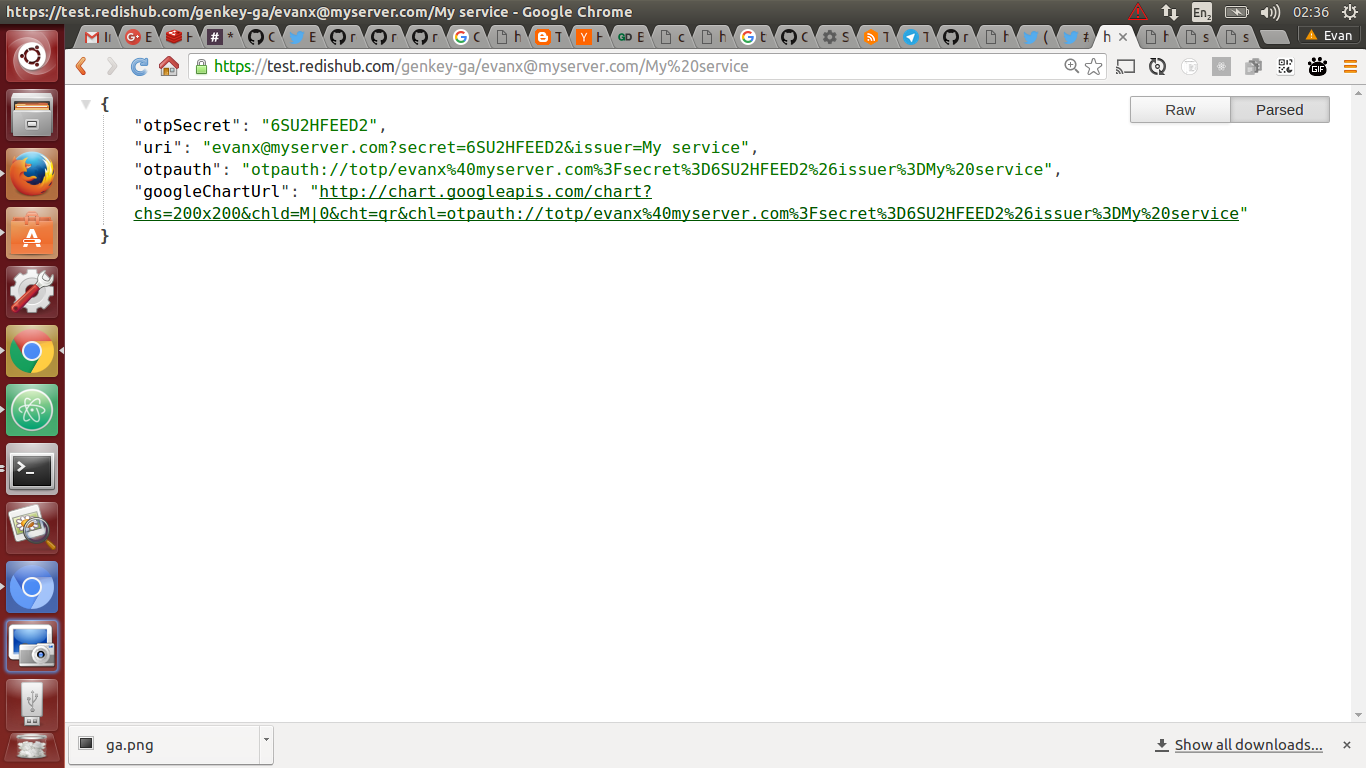 https://test.redishub.com/genkey-ga/evanx@myserver.com/My service - Google Chrome
En2
02:36
Evan
https://test.redishub.com/genkey-ga/evanx@myserver.com/My%20service
GIF
Raw
Parsed
{
"otpSecret": "6SU2HFEED2",
"uri": "evanx@myserver.com?secret=6SU2HFEED2&issuer=My service",
"otpauth": "otpauth://totp/evanx%40myserver.com%3Fsecret%3D6SU2HFEED2%26issuer%3DMy%20service",
"googleChartUrl": "http://chart.googleapis.com/chart?
chs=200x200&chld=M|0&cht=qr&chl=otpauth://totp/evanx%40myserver.com%3Fsecret%3D6SU2HFEED2%26issuer%3DMy%20service"
}
ga.png
Show all downloads...